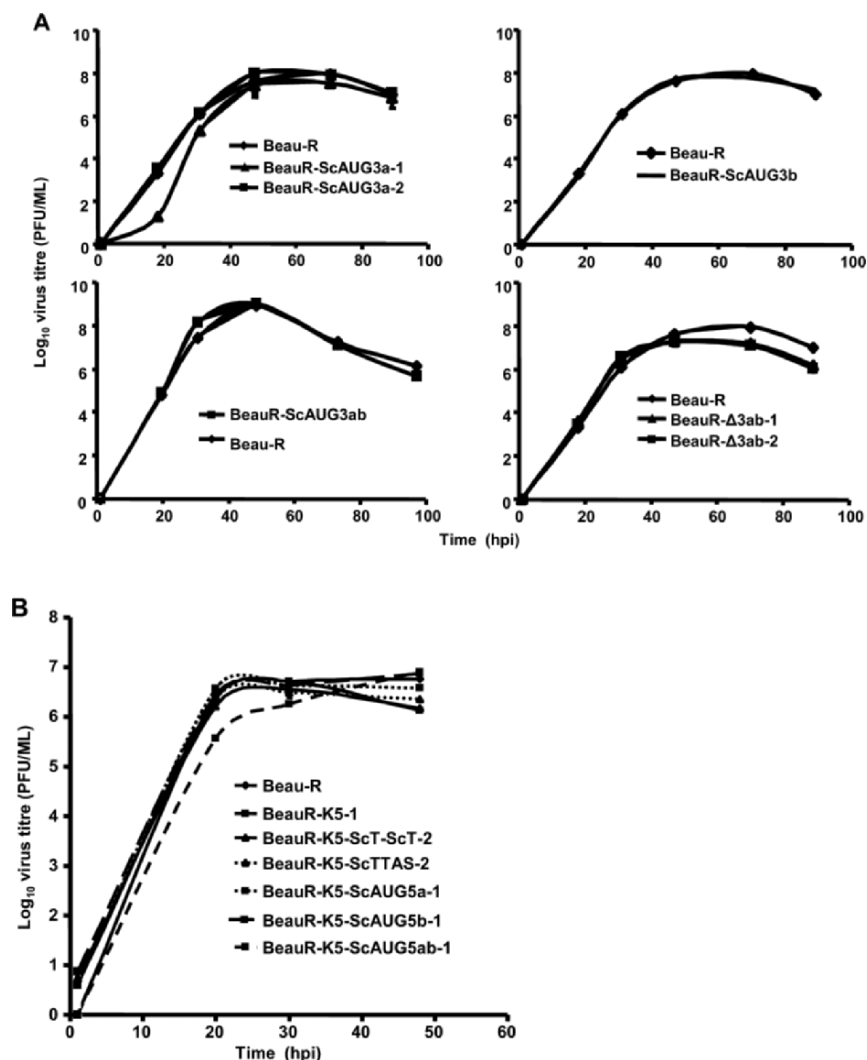 A
Log10 virus titre (PFU/ML)
10
8
6
4
2
0
Beau-R
BeauR-ScAUG3a-1
BeauR-ScAUG3a-2
0 20 40 60 80 100
10
8
6
4
2
0
Beau-R
BeauR-ScAUG3b
0 20 40 60 80 100
10
8
6
4
2
0
BeauR-ScAUG3ab
Beau-R
0 20 40 60 80 100
10
8
6
4
2
0
Beau-R
BeauR-Δ3ab-1
BeauR-Δ3ab-2
0 20 40 60 80 100
Time (hpi)
B
Log10 virus titre (PFU/ML)
8
7
6
5
4
3
2
1
0
Beau-R
BeauR-K5-1
BeauR-K5-ScT-ScT-2
BeauR-K5-ScTTAS-2
BeauR-K5-ScAUG5a-1
BeauR-K5-ScAUG5b-1
BeauR-K5-ScAUG5ab-1
0 10 20 30 40 50 60
Time (hpi)